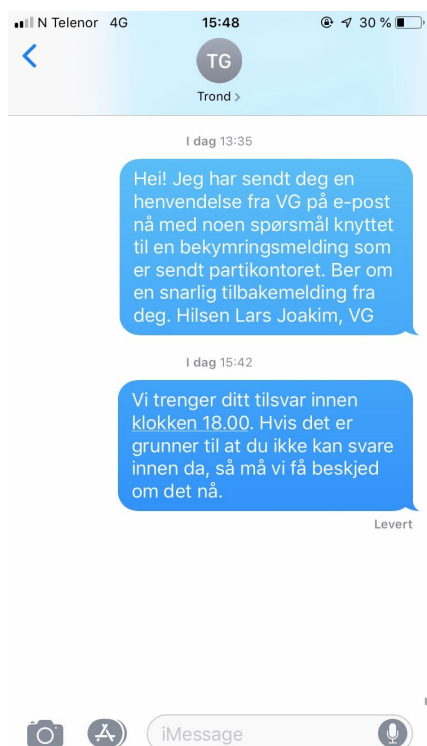 N Telenor 4G 15:48 30 %
TG
Trond >
I dag 13:35
Hei! Jeg har sendt deg en
henvendelse fra VG på e-post
nå med noen spørsmål knyttet
til en bekymringsmelding som
er sendt partikontoret. Ber om
en snarlig tilbakemelding fra
deg. Hilsen Lars Joakim, VG
I dag 15:42
Vi trenger ditt tilsvar innen
klokken 18.00. Hvis det er
grunner til at du ikke kan svare
innen da, så må vi få beskjed
om det nå.
Levert
iMessage